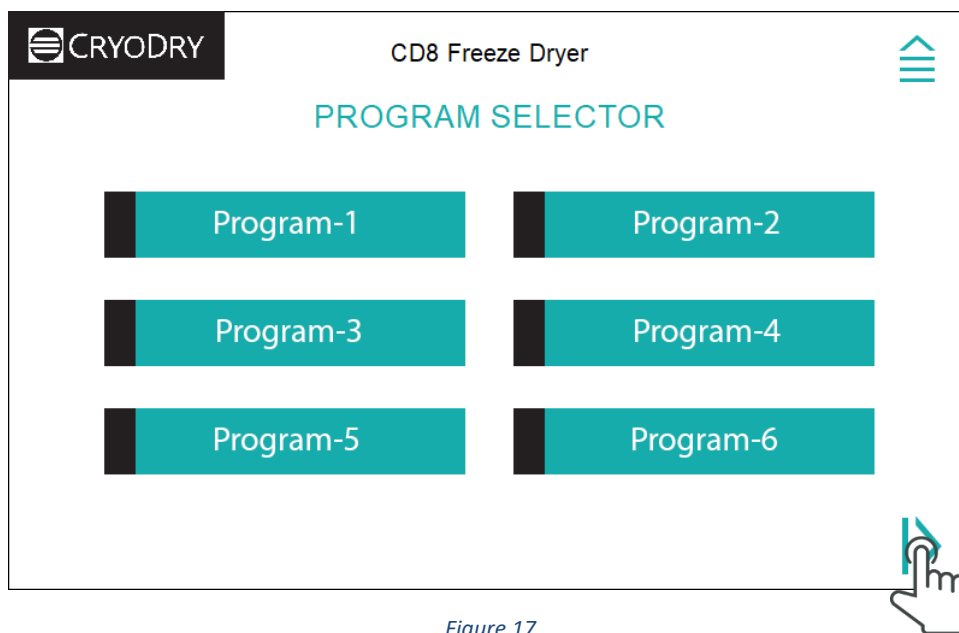 CRYODRY
CD8 Freeze Dryer
PROGRAM SELECTOR
Program-1
Program-2
Program-3
Program-4
Program-5
Program-6
Figure 17